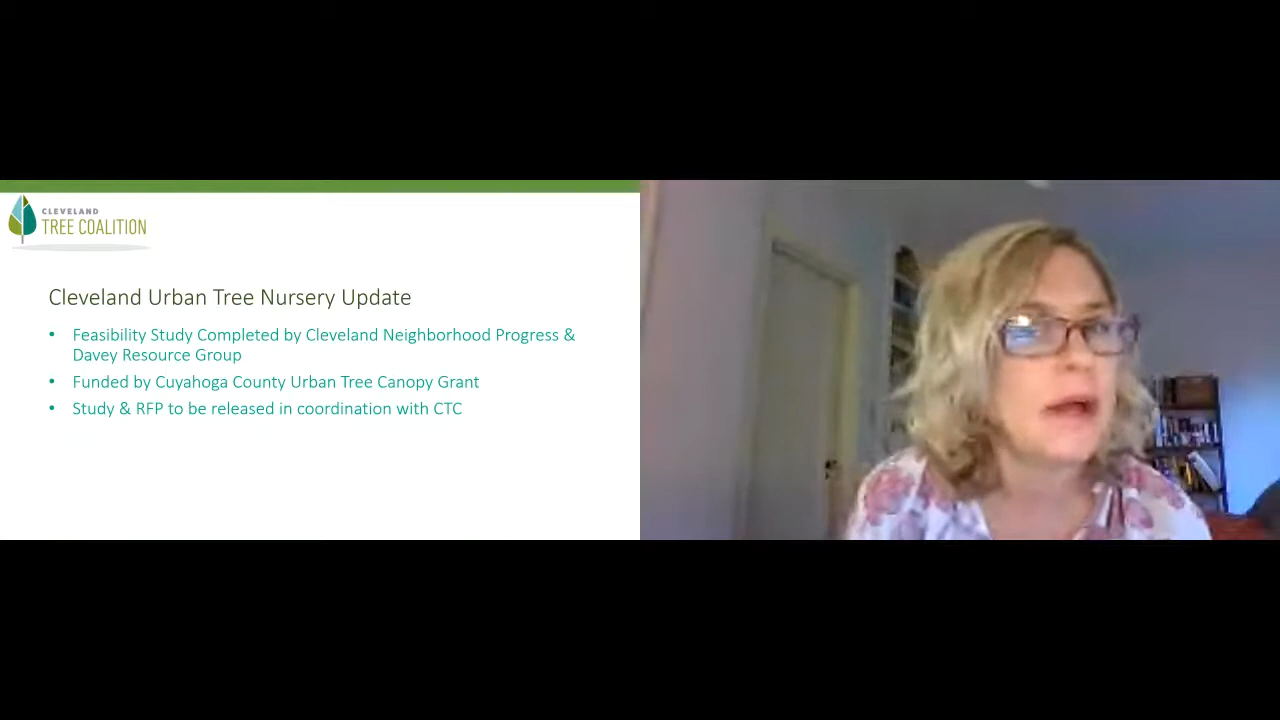 CLEVELAND
TREE COALITION
Cleveland Urban Tree Nursery Update
• Feasibility Study Completed by Cleveland Neighborhood Progress &
Davey Resource Group
• Funded by Cuyahoga County Urban Tree Canopy Grant
• Study & RFP to be released in coordination with CTC